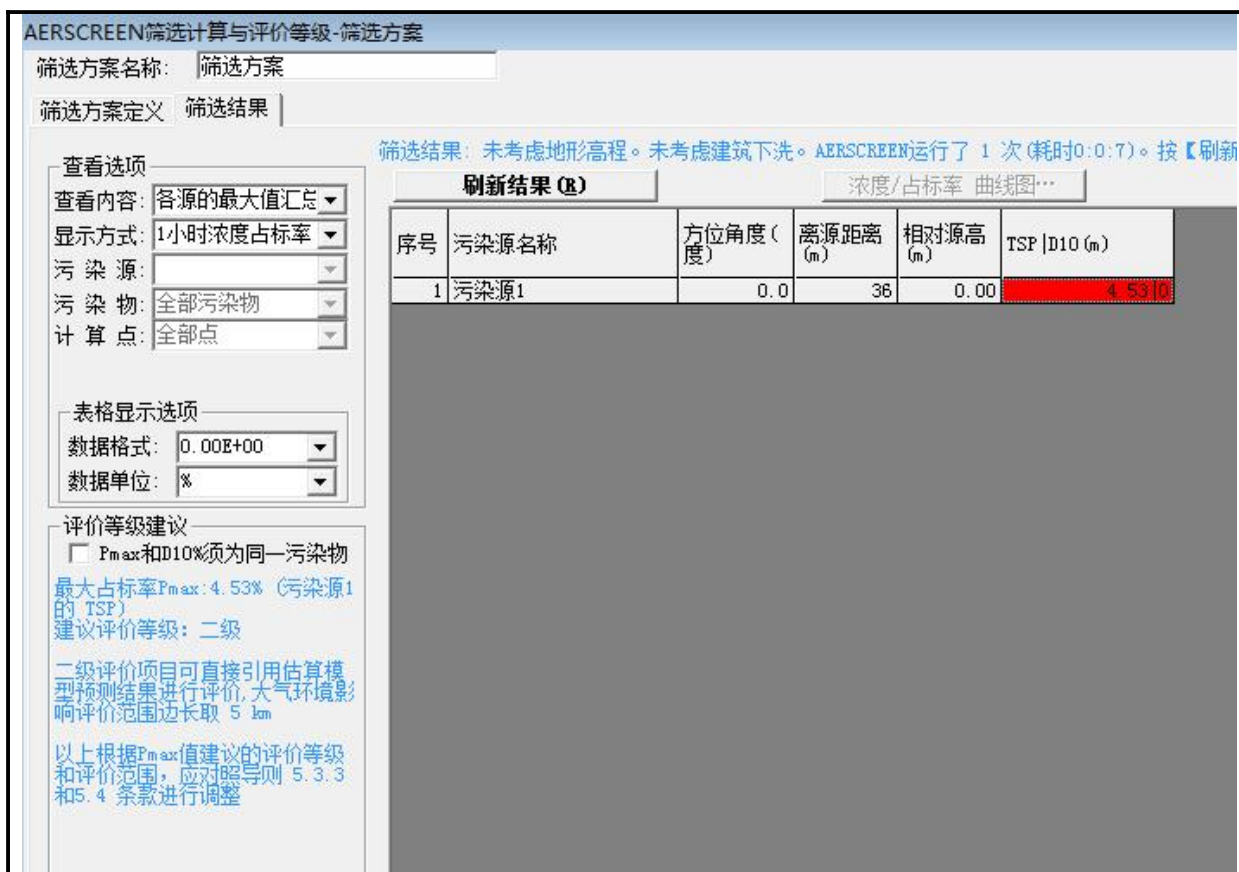 AERSCREEN筛选计算与评价等级-筛选方案
筛选方案名称: 筛选方案
筛选方案定义 筛选结果
筛选结果: 未考虑地形高程。未考虑建筑下洗。AERSCREEN运行了 1 次(耗时0:0:7)。按【刷新
查看选项
查看内容: 各源的最大值汇总
显示方式: 1小时浓度占标率
污 染 源:
污 染 物: 全部污染物
计 算 点: 全部点
表格显示选项
数据格式: 0.00E+00
数据单位: %
评价等级建议
Pmax和D10%须为同一污染物
最大占标率Pmax:4.53% (污染源1
的 TSP)
建议评价等级: 二级
二级评价项目可直接引用估算模
型预测结果进行评价,大气环境影
响评价范围边长取 5 km
以上根据Pmax值建议的评价等级
和评价范围,应对照导则 5.3.3
和5.4 条款进行调整
刷新结果(R) 浓度/占标率 曲线图…
序号 污染源名称 方位角度(度) 离源距离(m) 相对源高(m) TSP|D10(m)
1 污染源1 0.0 36 0.00 4.53|0